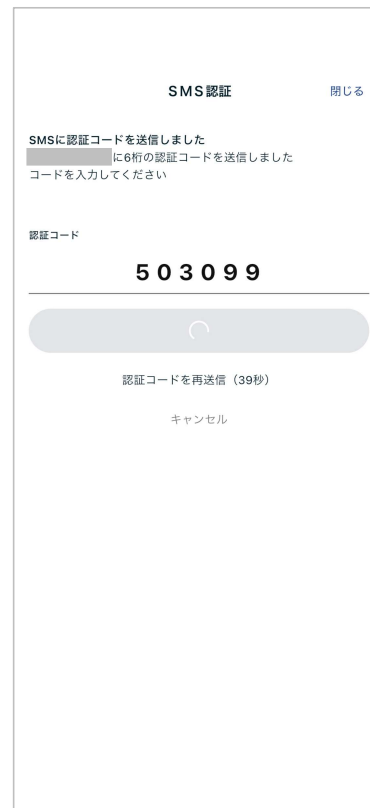 SMS認証
閉じる
SMSに認証コードを送信しました
に6桁の認証コードを送信しました
コードを入力してください
認証コード
503099
認証コードを再送信（39秒）
キャンセル